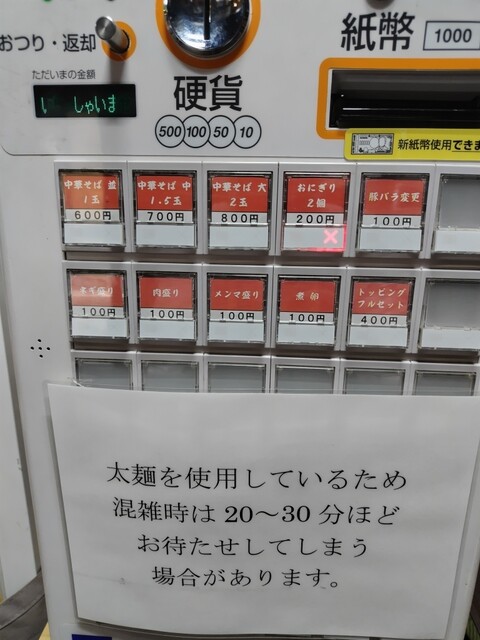 おつり・返却
紙幣
1000
ただいまの金額
しゃいま
硬貨
500 100 50 10
新紙幣使用できま
中華そば 並
1玉
600円
中華そば 中
1.5玉
700円
中華そば 大
2玉
800円
おにぎり
2個
200円
×
豚バラ変更
100円
ネギ盛り
100円
肉盛り
100円
メンマ盛り
100円
煮卵
100円
トッピング
フルセット
400円
太麺を使用しているため
混雑時は 20～30 分ほど
お待たせしてしまう
場合があります。